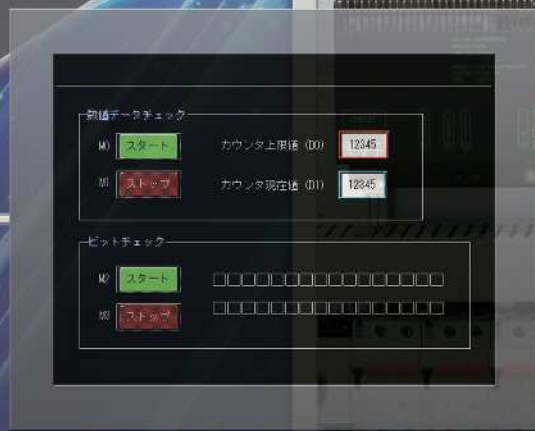 数値データチェック
M0 スタート カウンタ上限値 (D0) 12345
M1 ストップ カウンタ現在値 (D1) 12345
ビットチェック
M2 スタート
M3 ストップ